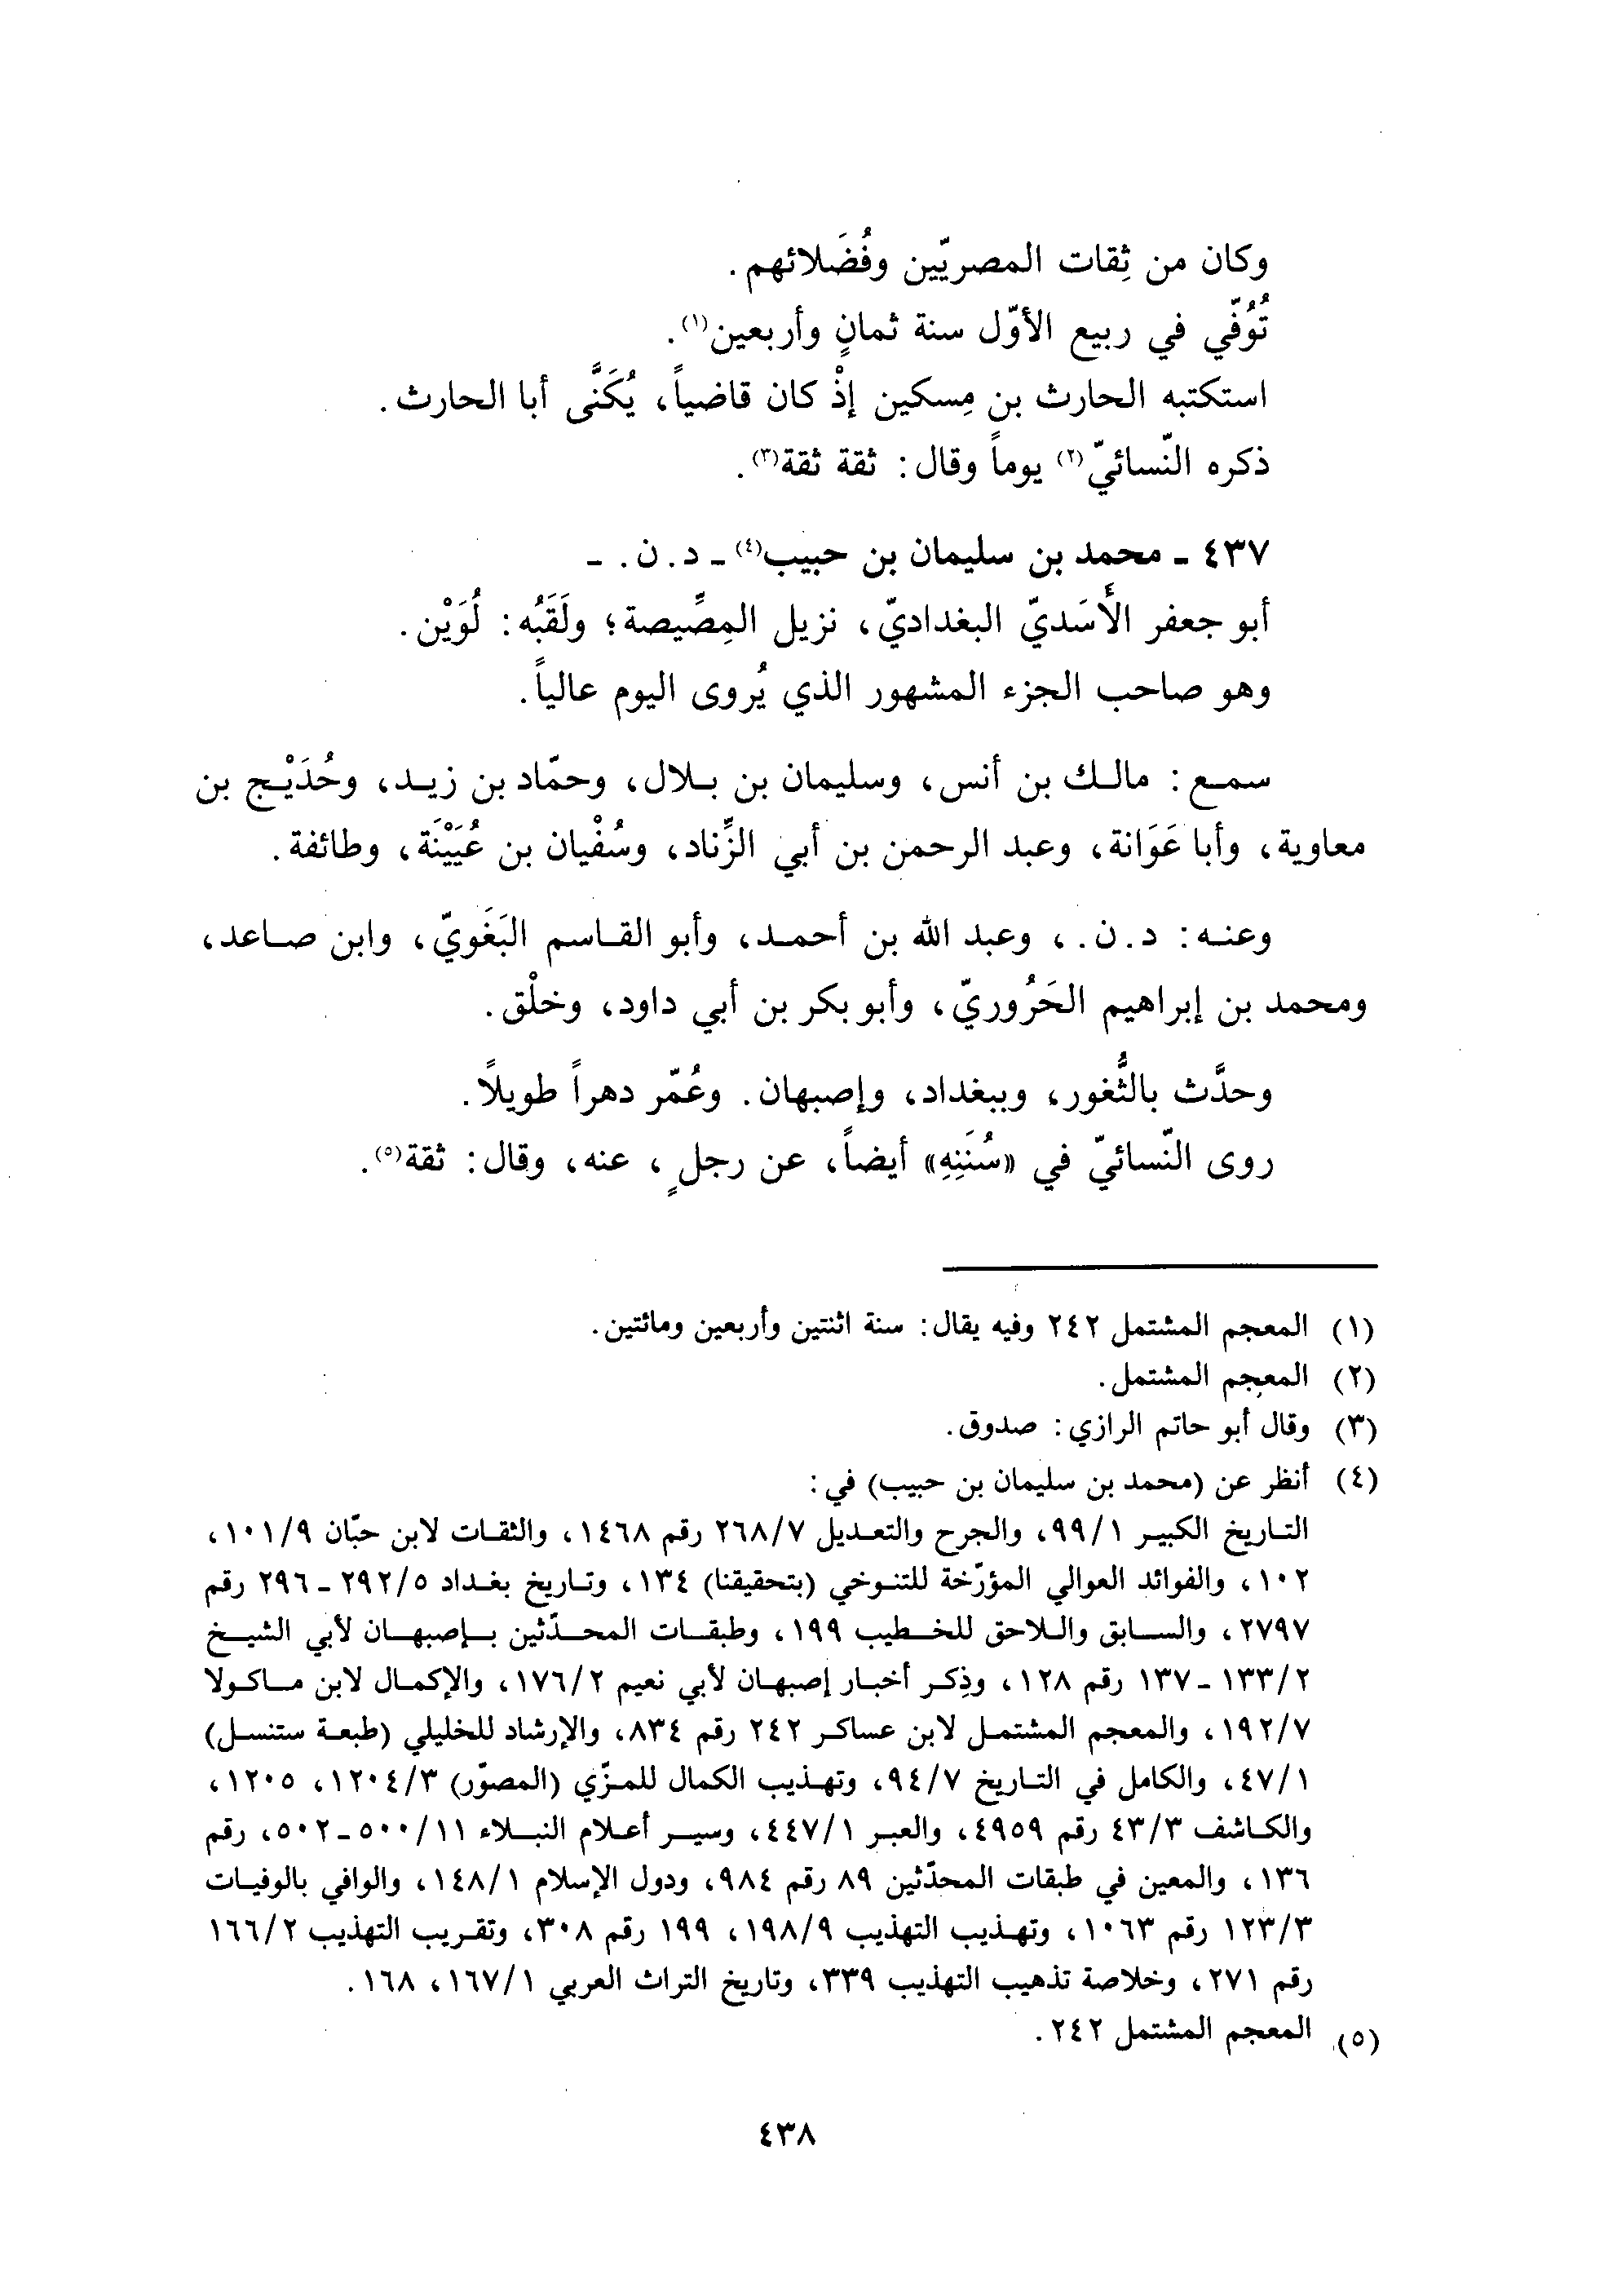 وكان من ثِقات المصريّين وفُضَلائهم.
تُوُفّي في ربيع الأوّل سنة ثمانٍ وأربعين(١).
استكتبه الحارث بن مِسكين إذْ كان قاضياً، يُكَنَّى أبا الحارث.
ذكره النّسائيّ(٢) يوماً وقال: ثقة ثقة(٣).
٤٣٧ - محمد بن سليمان بن حبيب(٤) - د. ن. -
أبو جعفر الأَسَديّ البغداديّ، نزيل المِصِّيصة؛ ولَقَبُه: لُوَيْن.
وهو صاحب الجزء المشهور الذي يُروى اليوم عالياً.
سمع: مالك بن أنس، وسليمان بن بلال، وحمّاد بن زيد، وحُدَيْج بن
معاوية، وأبا عَوَانة، وعبد الرحمن بن أبي الزِّناد، وسُفْيان بن عُيَيْنَة، وطائفة.
وعنه: د. ن.، وعبد الله بن أحمد، وأبو القاسم البَغَويّ، وابن صاعد،
ومحمد بن إبراهيم الحَرُوريّ، وأبو بكر بن أبي داود، وخلْق.
وحدَّث بالثُّغور، وببغداد، وإصبهان. وعُمّر دهراً طويلاً.
روى النّسائيّ في «سُنَنِهِ» أيضاً، عن رجلٍ، عنه، وقال: ثقة(٥).
(١) المعجم المشتمل ٢٤٢ وفيه يقال: سنة اثنتين وأربعين ومائتين.
(٢) المعجم المشتمل.
(٣) وقال أبو حاتم الرازي: صدوق.
(٤) أنظر عن (محمد بن سليمان بن حبيب) في:
التاريخ الكبير ٩٩/١، والجرح والتعديل ٢٦٨/٧ رقم ١٤٦٨، والثقات لابن حبّان ١٠١/٩،
١٠٢، والفوائد العوالي المؤرّخة للتنوخي (بتحقيقنا) ١٣٤، وتاريخ بغداد ٢٩٢/٥ - ٢٩٦ رقم
٢٧٩٧، والسابق واللاحق للخطيب ١٩٩، وطبقات المحدّثين بإصبهان لأبي الشيخ
١٣٣/٢ - ١٣٧ رقم ١٢٨، وذِكر أخبار إصبهان لأبي نعيم ١٧٦/٢، والإكمال لابن ماكولا
١٩٢/٧، والمعجم المشتمل لابن عساكر ٢٤٢ رقم ٨٣٤، والإرشاد للخليلي (طبعة ستنسل)
٤٧/١، والكامل في التاريخ ٩٤/٧، وتهذيب الكمال للمزّي (المصوّر) ١٢٠٤/٣، ١٢٠٥،
والكاشف ٤٣/٣ رقم ٤٩٥٩، والعبر ٤٤٧/١، وسير أعلام النبلاء ٥٠٠/١١ - ٥٠٢، رقم
١٣٦، والمعين في طبقات المحدّثين ٨٩ رقم ٩٨٤، ودول الإسلام ١٤٨/١، والوافي بالوفيات
١٢٣/٣ رقم ١٠٦٣، وتهذيب التهذيب ١٩٨/٩، ١٩٩ رقم ٣٠٨، وتقريب التهذيب ١٦٦/٢
رقم ٢٧١، وخلاصة تذهيب التهذيب ٣٣٩، وتاريخ التراث العربي ١٦٧/١، ١٦٨.
(٥) المعجم المشتمل ٢٤٢.
٤٣٨